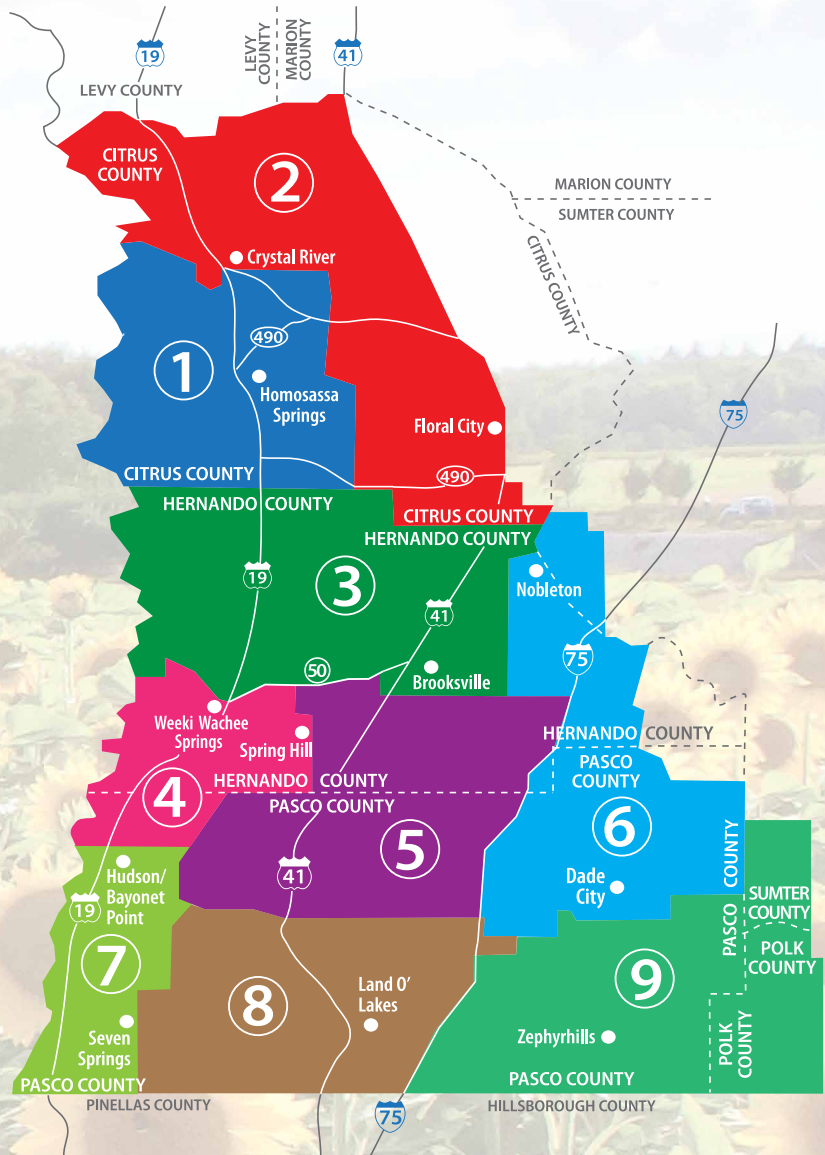 19
LEVY
COUNTY
MARION
COUNTY
41
LEVY COUNTY
CITRUS
COUNTY
2
MARION COUNTY
SUMTER COUNTY
CITRUS COUNTY
Crystal River
490
1
Homosassa
Springs
75
Floral City
CITRUS COUNTY
490
HERNANDO COUNTY
CITRUS COUNTY
HERNANDO COUNTY
19
3
Nobleton
41
75
50
Brooksville
Weeki Wachee
Springs
Spring Hill
HERNANDO COUNTY
HERNANDO COUNTY
PASCO
COUNTY
4
PASCO COUNTY
5
6
COUNTY
PASCO
Hudson/
Bayonet
Point
41
Dade
City
19
SUMTER
COUNTY
POLK
COUNTY
7
8
Land O'
Lakes
9
Seven
Springs
Zephyrhills
POLK
COUNTY
PASCO COUNTY
PASCO COUNTY
PINELLAS COUNTY
75
HILLSBOROUGH COUNTY